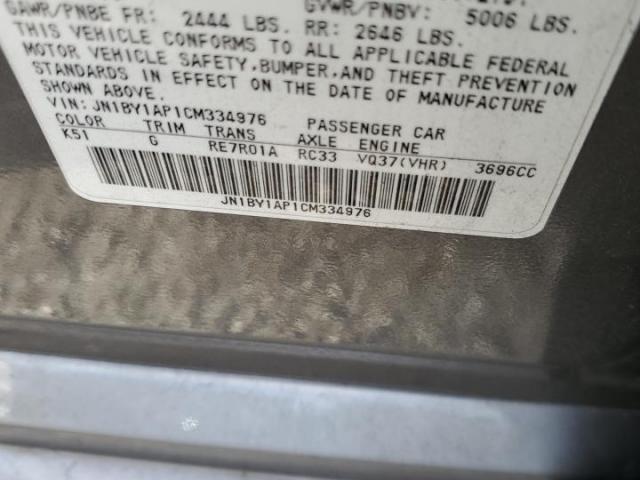 GAWR/PNBE FR: 2444 LBS. GVWR/PNBV: 5006 LBS.
RR: 2646 LBS.
THIS VEHICLE CONFORMS TO ALL APPLICABLE FEDERAL
MOTOR VEHICLE SAFETY, BUMPER, AND THEFT PREVENTION
STANDARDS IN EFFECT ON THE DATE OF MANUFACTURE
SHOWN ABOVE.
VIN: JN1BY1AP1CM334976 PASSENGER CAR
COLOR TRIM TRANS AXLE ENGINE
K51 G RE7R01A RC33 VQ37(VHR) 3696CC
JN1BY1AP1CM334976